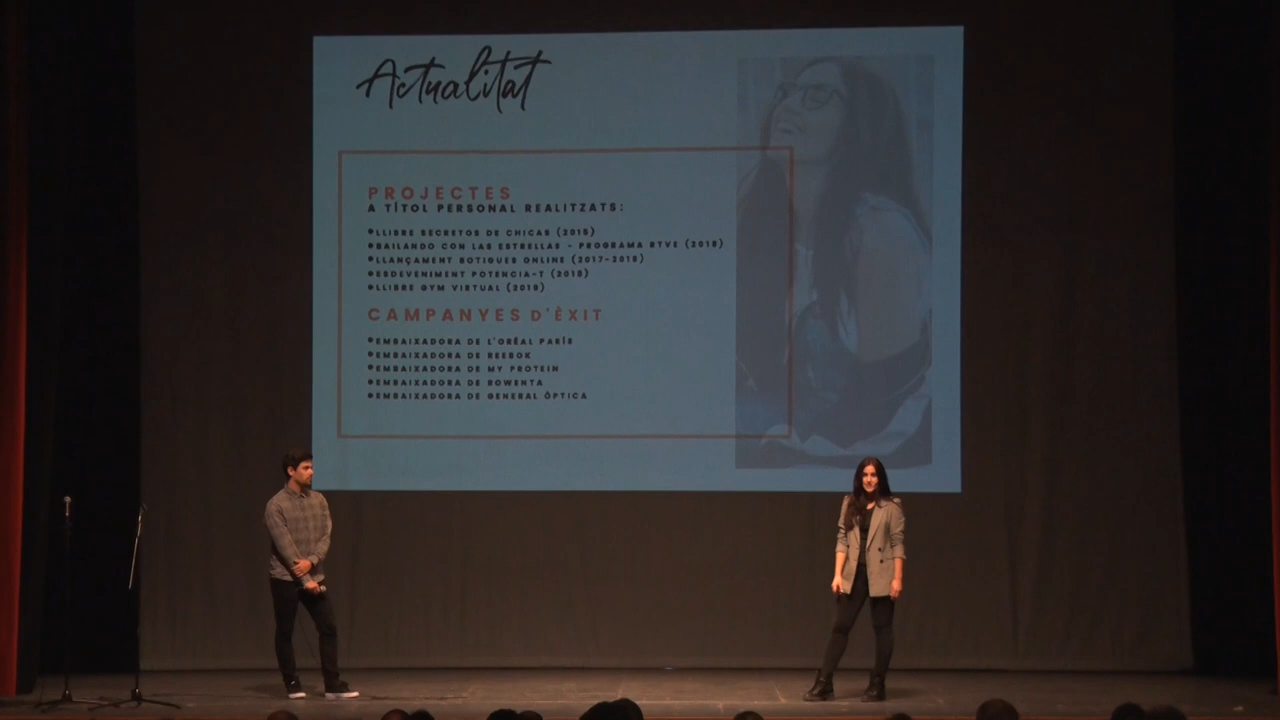 Actualitat
PROJECTES
A TÍTOL PERSONAL REALITZATS:
•LLIBRE SECRETOS DE CHICAS (2015)
•BAILANDO CON LAS ESTRELLAS - PROGRAMA RTVE (2018)
•LLANÇAMENT BOTIGUES ONLINE (2017-2018)
•ESDEVENIMENT POTENCIA-T (2018)
•LLIBRE GYM VIRTUAL (2019)
CAMPANYES D'ÈXIT
•EMBAIXADORA DE L'ORÉAL PARÍS
•EMBAIXADORA DE REEBOK
•EMBAIXADORA DE MY PROTEIN
•EMBAIXADORA DE ROWENTA
•EMBAIXADORA DE GENERAL ÒPTICA